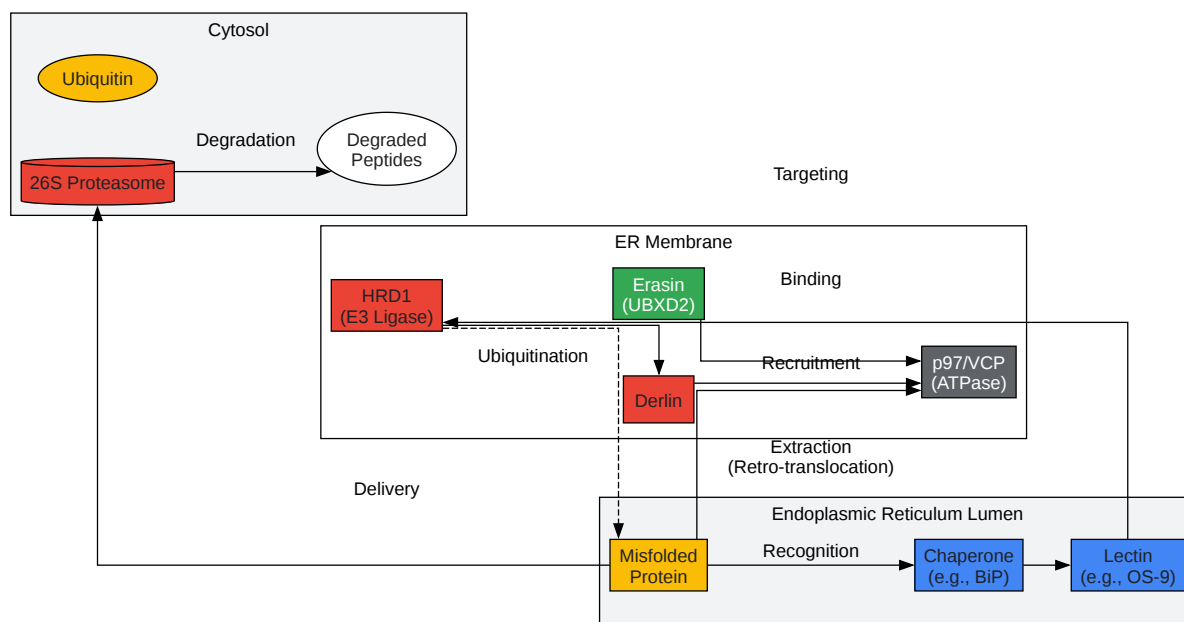 Cytosol
Ubiquitin
Degradation
Degraded
Peptides
26S Proteasome
Targeting
ER Membrane
Binding
HRD1
(E3 Ligase)
Erasin
(UBXD2)
Ubiquitination
Recruitment
p97/VCP
(ATPase)
Derlin
Extraction
(Retro-translocation)
Delivery
Endoplasmic Reticulum Lumen
Misfolded
Protein
Recognition
Chaperone
(e.g., BiP)
Lectin
(e.g., OS-9)